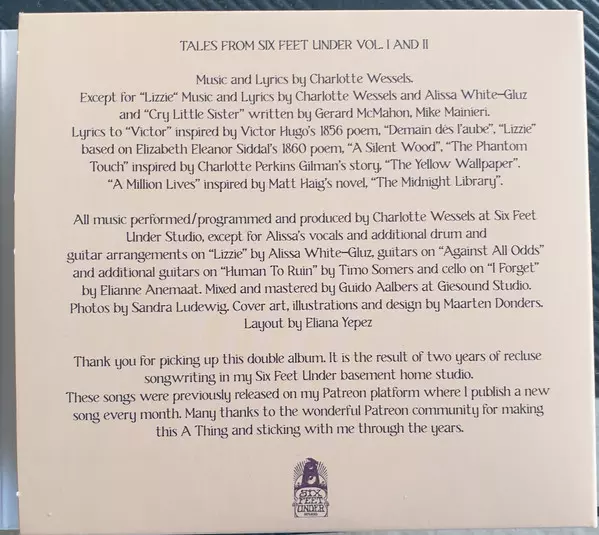 TALES FROM SIX FEET UNDER VOL. I AND II
Music and Lyrics by Charlotte Wessels.
Except for "Lizzie" Music and Lyrics by Charlotte Wessels and Alissa White-Gluz
and "Cry Little Sister" written by Gerard McMahon, Mike Mainieri.
Lyrics to "Victor" inspired by Victor Hugo's 1856 poem, "Demain dès l'aube", "Lizzie"
based on Elizabeth Eleanor Siddal's 1860 poem, "A Silent Wood", "The Phantom
Touch" inspired by Charlotte Perkins Gilman's story, "The Yellow Wallpaper".
"A Million Lives" inspired by Matt Haig's novel, "The Midnight Library".
All music performed/programmed and produced by Charlotte Wessels at Six Feet
Under Studio, except for Alissa's vocals and additional drum and
guitar arrangements on "Lizzie" by Alissa White-Gluz, guitars on "Against All Odds"
and additional guitars on "Human To Ruin" by Timo Somers and cello on "I Forget"
by Elianne Anemaat. Mixed and mastered by Guido Aalbers at Giesound Studio.
Photos by Sandra Ludewig. Cover art, illustrations and design by Maarten Donders.
Layout by Eliana Yepez
Thank you for picking up this double album. It is the result of two years of recluse
songwriting in my Six Feet Under basement home studio.
These songs were previously released on my Patreon platform where I publish a new
song every month. Many thanks to the wonderful Patreon community for making
this A Thing and sticking with me through the years.
SIX
FEET
UNDER